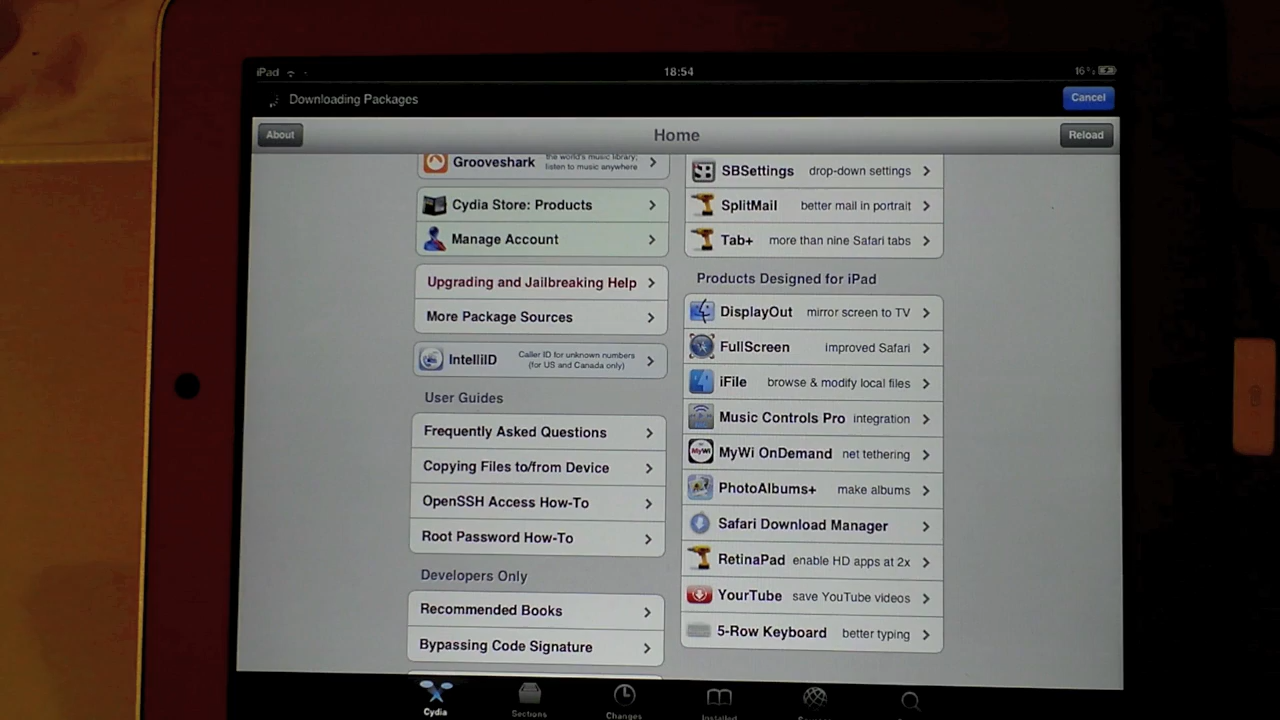 iPad
18:54
16%
Downloading Packages
Cancel
About
Home
Reload
Grooveshark
the world's music library;
listen to music anywhere
Cydia Store: Products
Manage Account
Upgrading and Jailbreaking Help
More Package Sources
IntelliID
Caller ID for unknown numbers
(for US and Canada only)
User Guides
Frequently Asked Questions
Copying Files to/from Device
OpenSSH Access How-To
Root Password How-To
Developers Only
Recommended Books
Bypassing Code Signature
SBSettings drop-down settings
SplitMail better mail in portrait
Tab+ more than nine Safari tabs
Products Designed for iPad
DisplayOut mirror screen to TV
FullScreen improved Safari
iFile browse & modify local files
Music Controls Pro integration
MyWi
MyWi OnDemand net tethering
PhotoAlbums+ make albums
Safari Download Manager
RetinaPad enable HD apps at 2x
YourTube save YouTube videos
5-Row Keyboard better typing
Cydia
Sections
Changes
Installed